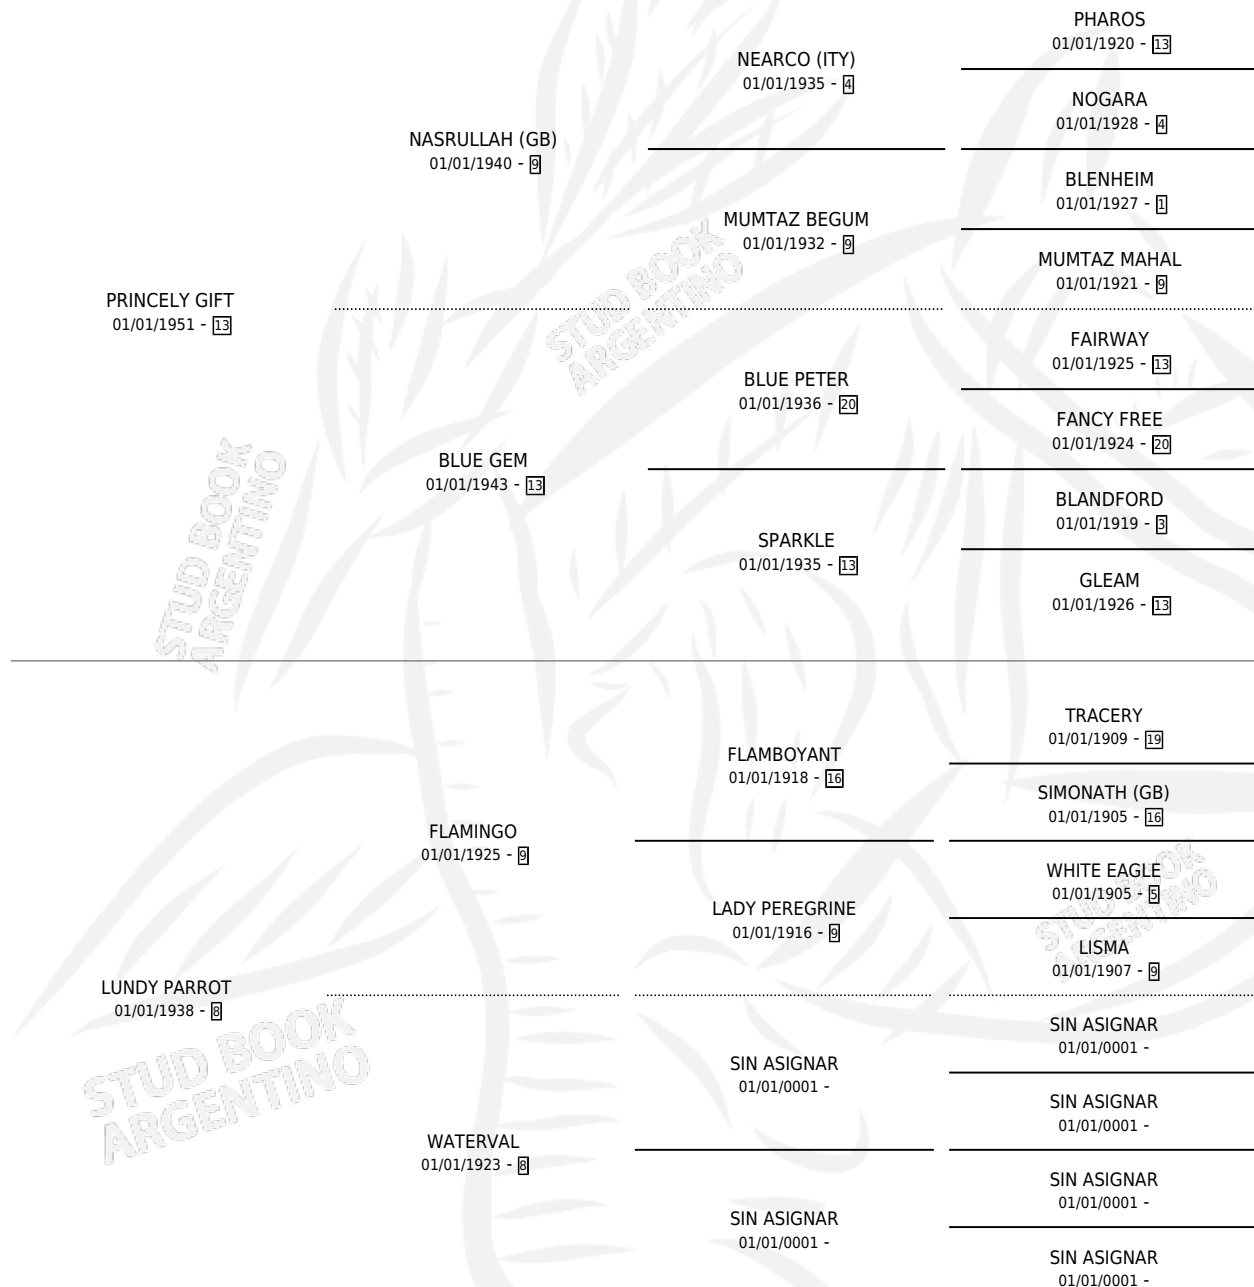 PHAROS
01/01/1920 - 13
NEARCO (ITY)
01/01/1935 - 4
NOGARA
01/01/1928 - 4
NASRULLAH (GB)
01/01/1940 - 9
BLENHEIM
01/01/1927 - 1
MUMTAZ BEGUM
01/01/1932 - 9
MUMTAZ MAHAL
01/01/1921 - 9
PRINCELY GIFT
01/01/1951 - 13
FAIRWAY
01/01/1925 - 13
BLUE PETER
01/01/1936 - 20
FANCY FREE
01/01/1924 - 20
BLUE GEM
01/01/1943 - 13
BLANDFORD
01/01/1919 - 3
SPARKLE
01/01/1935 - 13
GLEAM
01/01/1926 - 13
TRACERY
01/01/1909 - 19
FLAMBOYANT
01/01/1918 - 16
SIMONATH (GB)
01/01/1905 - 16
FLAMINGO
01/01/1925 - 9
WHITE EAGLE
01/01/1905 - 5
LADY PEREGRINE
01/01/1916 - 9
LISMA
01/01/1907 - 9
LUNDY PARROT
01/01/1938 - 8
SIN ASIGNAR
01/01/0001 -
SIN ASIGNAR
01/01/0001 -
SIN ASIGNAR
01/01/0001 -
WATERVAL
01/01/1923 - 8
SIN ASIGNAR
01/01/0001 -
SIN ASIGNAR
01/01/0001 -
SIN ASIGNAR
01/01/0001 -
STUD BOOK
ARGENTINO
STUD BOOK
ARGENTINO
STUD BOOK
ARGENTINO
STUD BOOK
ARGENTINO